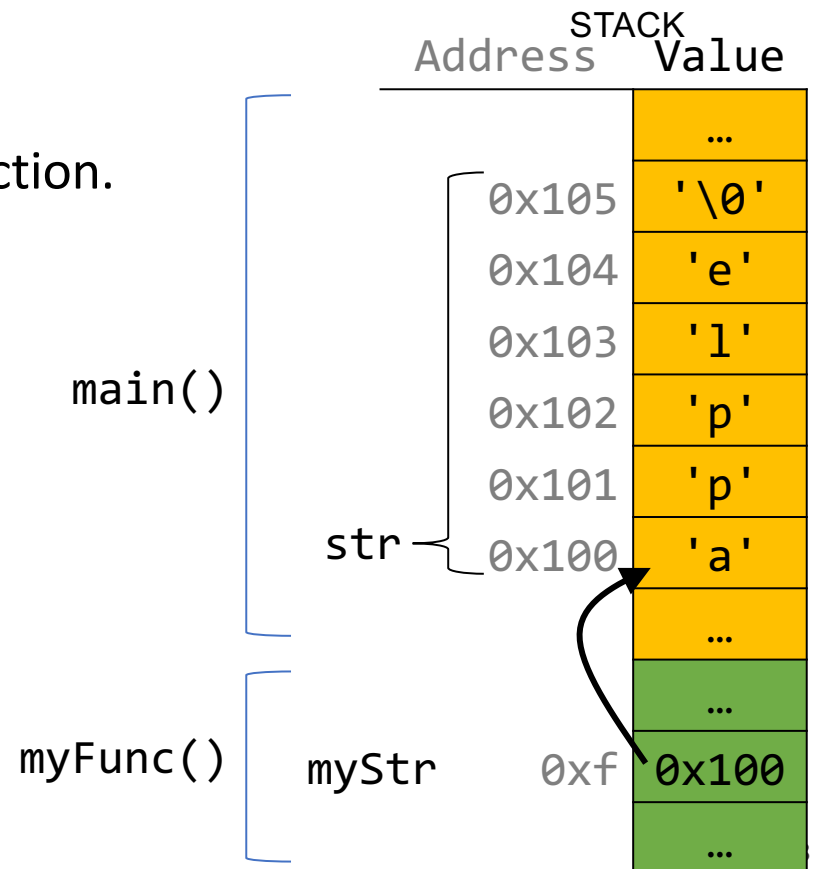 STACK
Address Value
…
ction.
0x105 '\0'
0x104 'e'
0x103 'l'
main()
0x102 'p'
0x101 'p'
str 0x100 'a'
…
…
myFunc() myStr 0xf 0x100
…